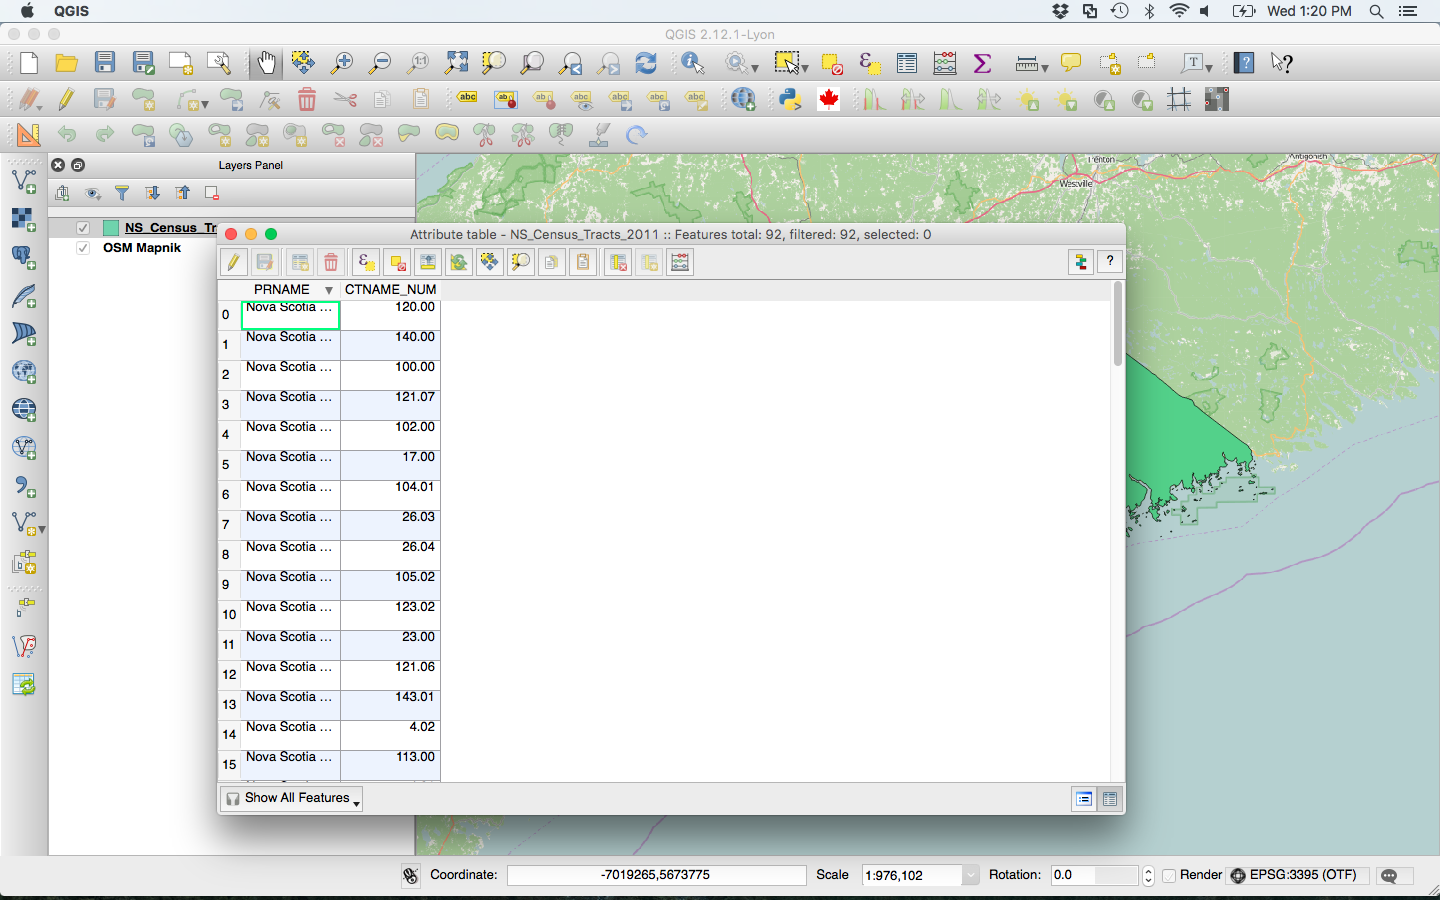 QGIS
Wed 1:20 PM
QGIS 2.12.1-Lyon
Layers Panel
NS_Census_Tr
OSM Mapnik
Trenton
Westville
Antigonish
Attribute table - NS_Census_Tracts_2011 :: Features total: 92, filtered: 92, selected: 0
?
PRNAME CTNAME_NUM
0 Nova Scotia ... 120.00
1 Nova Scotia ... 140.00
2 Nova Scotia ... 100.00
3 Nova Scotia ... 121.07
4 Nova Scotia ... 102.00
5 Nova Scotia ... 17.00
6 Nova Scotia ... 104.01
7 Nova Scotia ... 26.03
8 Nova Scotia ... 26.04
9 Nova Scotia ... 105.02
10 Nova Scotia ... 123.02
11 Nova Scotia ... 23.00
12 Nova Scotia ... 121.06
13 Nova Scotia ... 143.01
14 Nova Scotia ... 4.02
15 Nova Scotia ... 113.00
Show All Features
Coordinate: -7019265,5673775 Scale 1:976,102 Rotation: 0.0 Render EPSG:3395 (OTF)